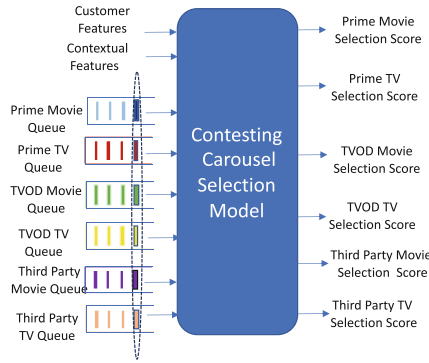 Customer
Features
Contextual
Features
Prime Movie
Queue
Prime TV
Queue
TVOD Movie
Queue
TVOD TV
Queue
Third Party
Movie Queue
Third Party
TV Queue
Contesting
Carousel
Selection
Model
Prime Movie
Selection Score
Prime TV
Selection Score
TVOD Movie
Selection Score
TVOD TV
Selection Score
Third Party Movie
Selection Score
Third Party TV
Selection Score